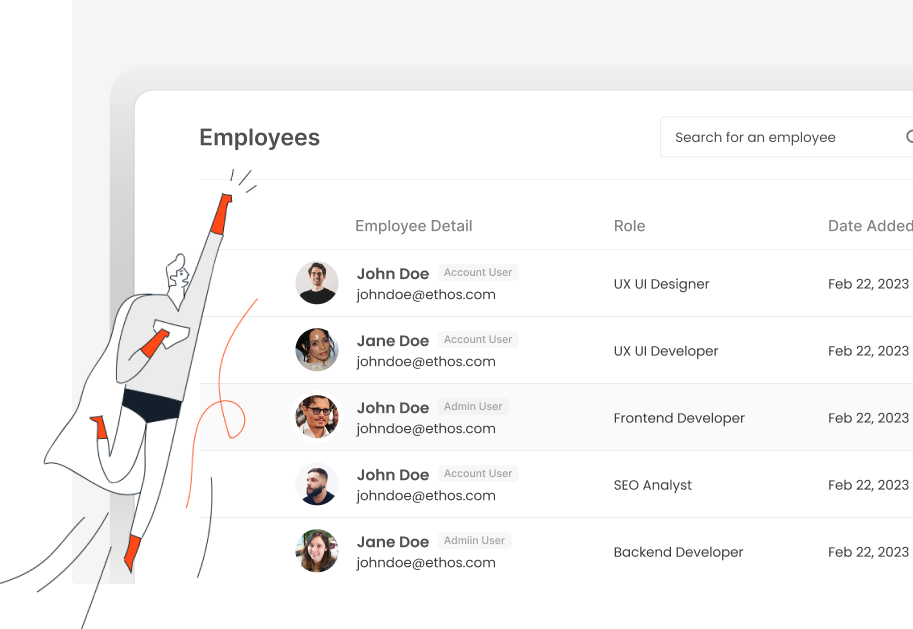 Employees
Search for an employee
Employee Detail Role Date Added
John Doe Account User
johndoe@ethos.com
UX UI Designer Feb 22, 2023
Jane Doe Account User
johndoe@ethos.com
UX UI Developer Feb 22, 2023
John Doe Admin User
johndoe@ethos.com
Frontend Developer Feb 22, 2023
John Doe Account User
johndoe@ethos.com
SEO Analyst Feb 22, 2023
Jane Doe Admiin User
johndoe@ethos.com
Backend Developer Feb 22, 2023